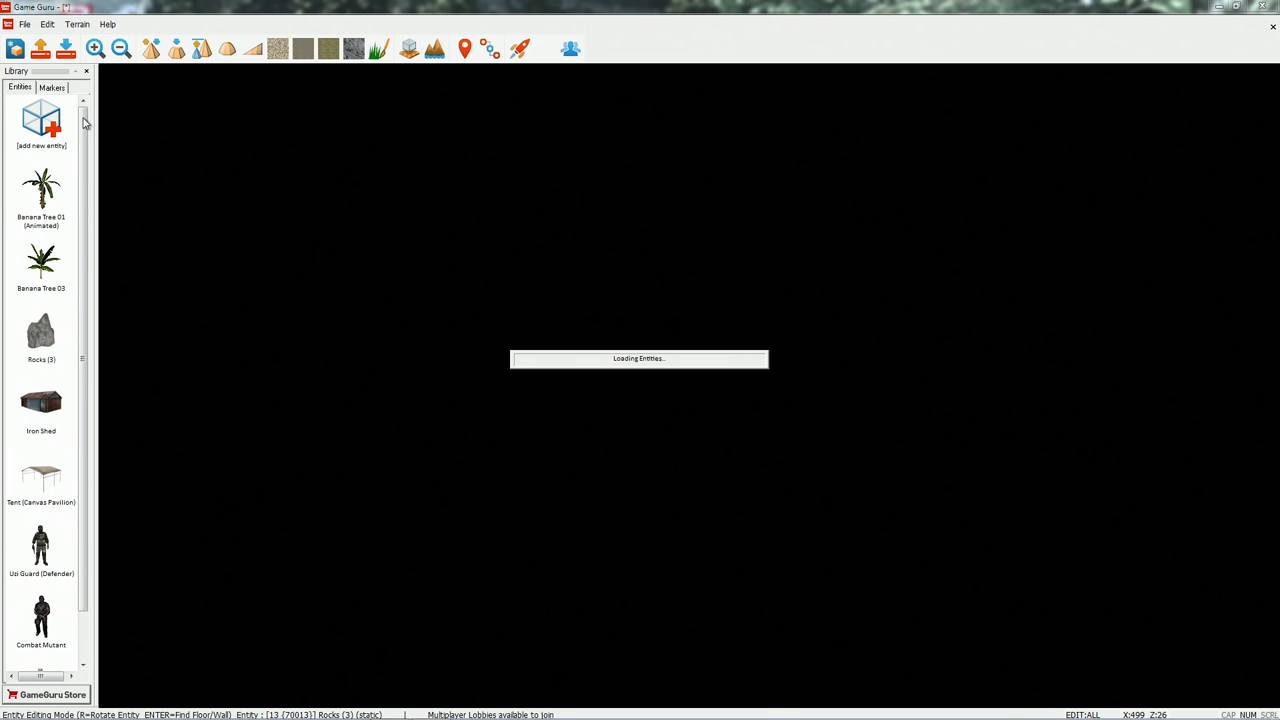 Game Guru - [*]
File Edit Terrain Help
Library
Entities Markers
[add new entity]
Banana Tree 01
(Animated)
Banana Tree 03
Rocks (3)
Iron Shed
Tent (Canvas Pavilion)
Uzi Guard (Defender)
Combat Mutant
Loading Entities..
GameGuru Store
Entity Editing Mode (R=Rotate Entity ENTER=Find Floor/Wall) Entity : [13 {70013}] Rocks (3) (static) | Multiplayer Lobbies available to join EDIT:ALL X:499 Z:26 CAP NUM SCRL